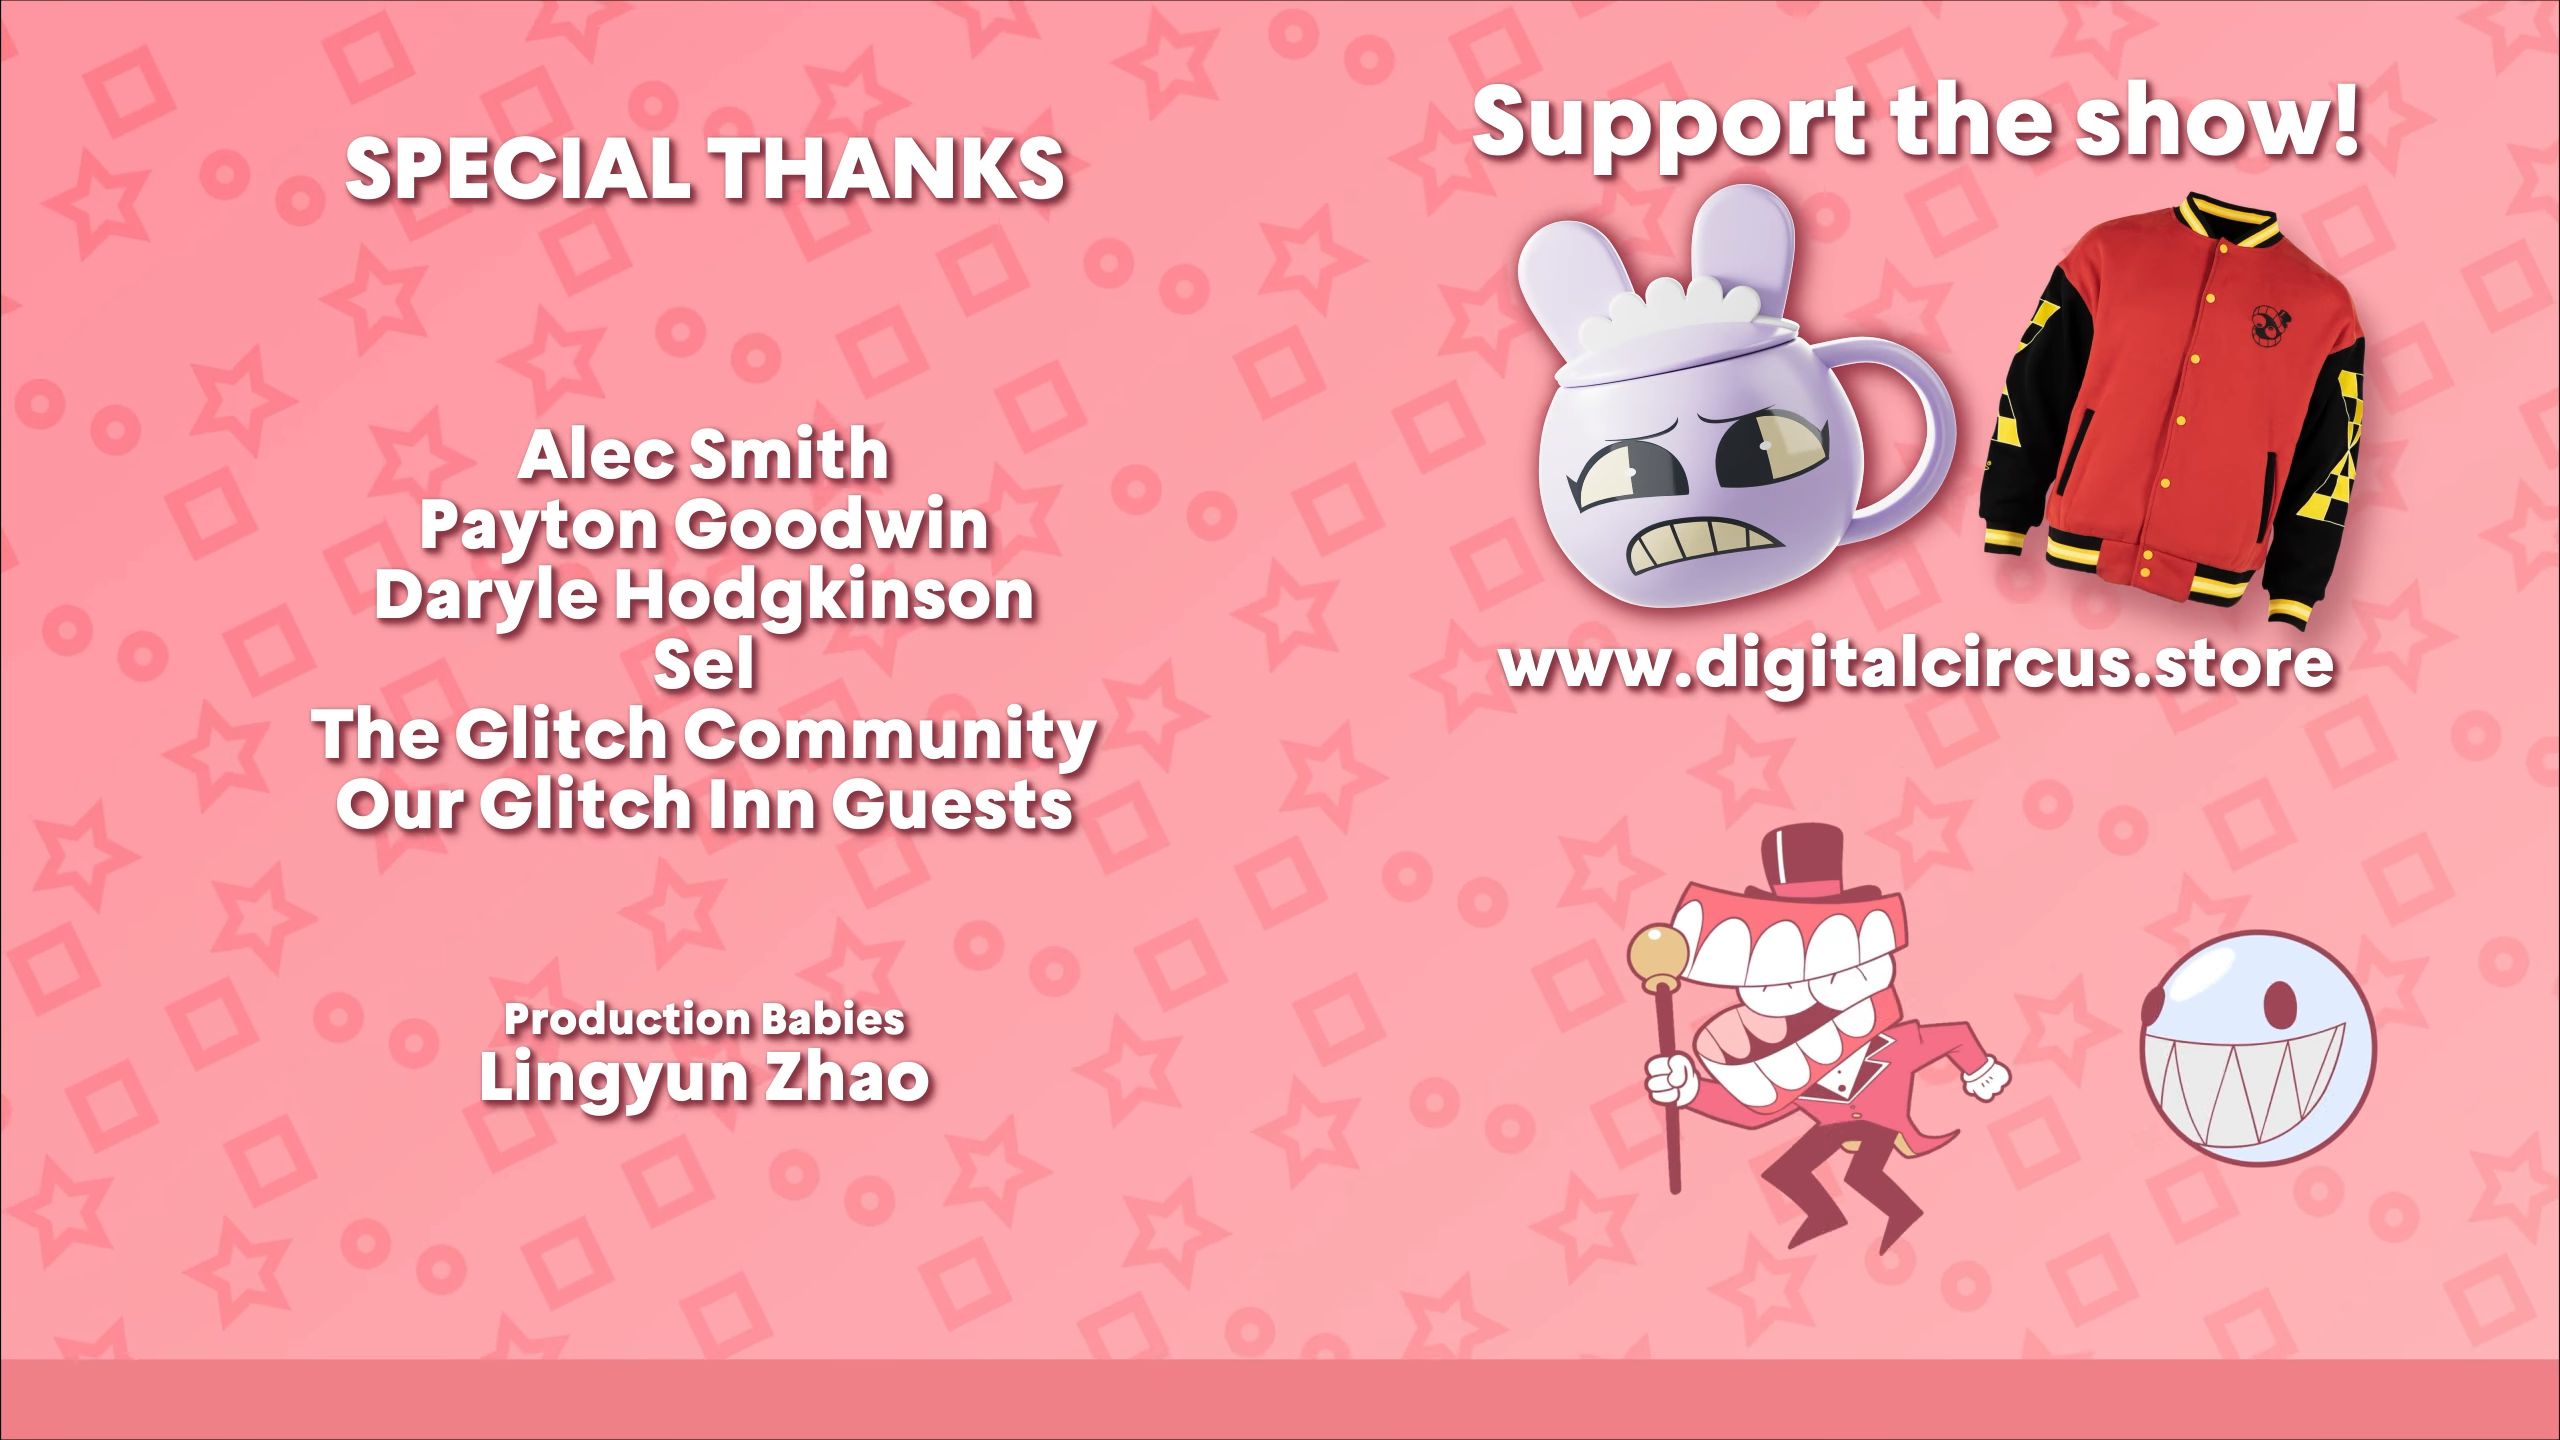 SPECIAL THANKS
Alec Smith
Payton Goodwin
Daryle Hodgkinson
Sel
The Glitch Community
Our Glitch Inn Guests
Production Babies
Lingyun Zhao
Support the show!
www.digitalcircus.store